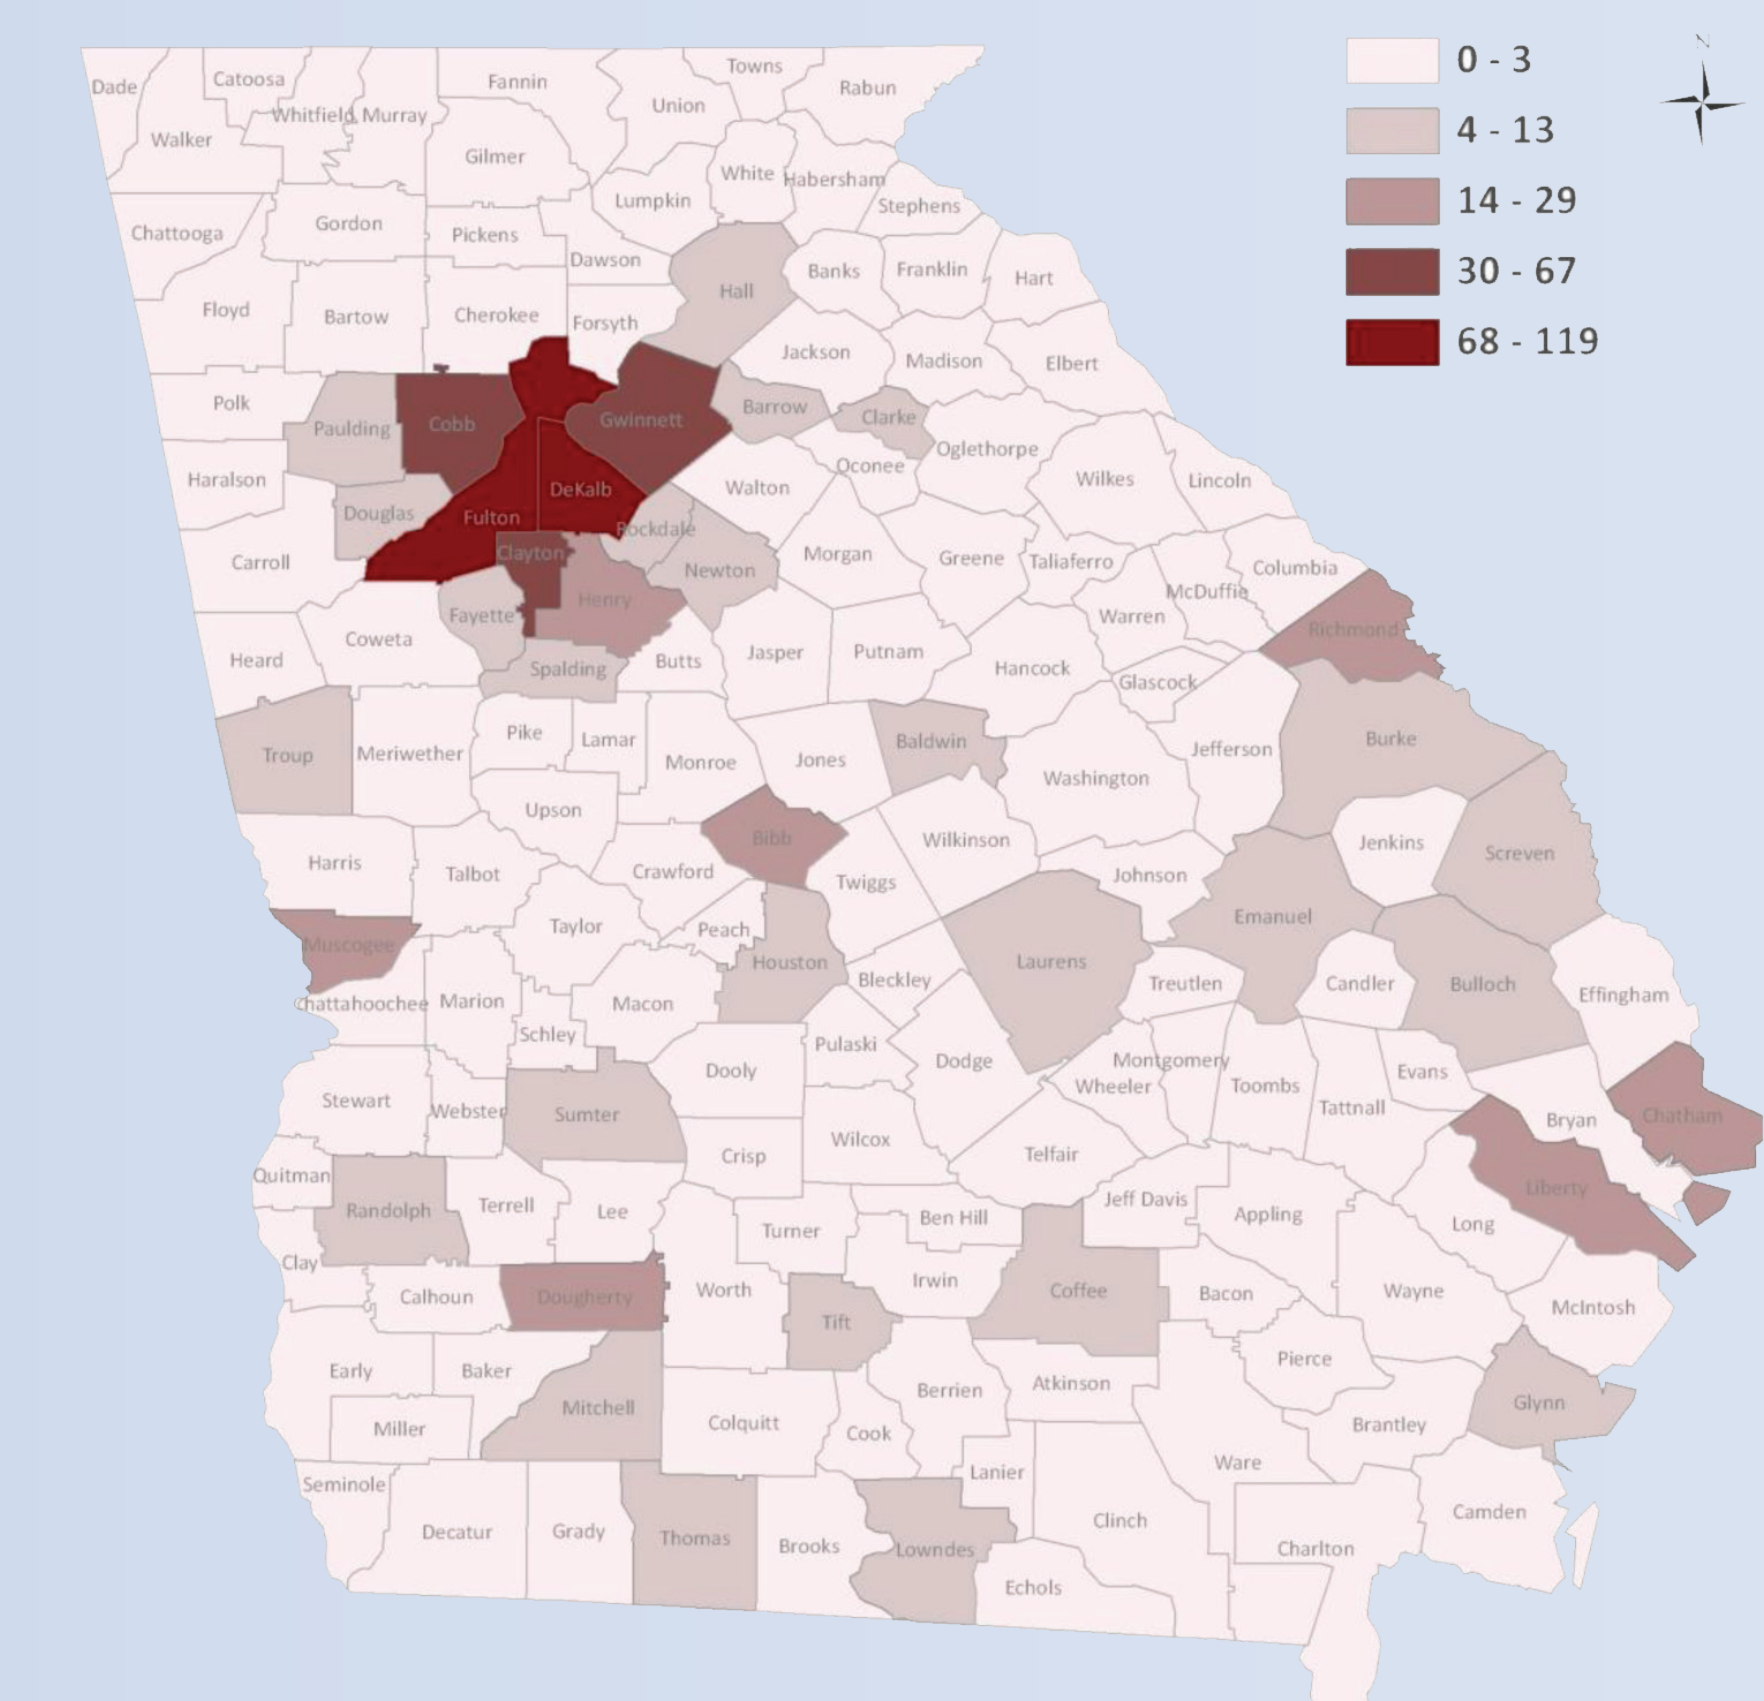 N
0 - 3
4 - 13
14 - 29
30 - 67
68 - 119
Dade
Catoosa
Whitfield
Murray
Fannin
Union
Towns
Rabun
Walker
Gilmer
White
Habersham
Lumpkin
Stephens
Chattooga
Gordon
Pickens
Dawson
Hall
Banks
Franklin
Hart
Floyd
Bartow
Cherokee
Forsyth
Jackson
Madison
Elbert
Polk
Paulding
Cobb
Gwinnett
Barrow
Clarke
Oglethorpe
Haralson
Douglas
Fulton
DeKalb
Walton
Oconee
Wilkes
Lincoln
Carroll
Clayton
Rockdale
Newton
Morgan
Greene
Taliaferro
McDuffie
Columbia
Fayette
Henry
Warren
Richmond
Heard
Coweta
Spalding
Butts
Jasper
Putnam
Hancock
Glascock
Troup
Meriwether
Pike
Lamar
Monroe
Jones
Baldwin
Washington
Jefferson
Burke
Upson
Bibb
Wilkinson
Jenkins
Screven
Harris
Talbot
Crawford
Twiggs
Johnson
Emanuel
Muscogee
Taylor
Peach
Houston
Bleckley
Laurens
Treutlen
Candler
Bulloch
Effingham
Chattahoochee
Marion
Schley
Macon
Pulaski
Dooly
Dodge
Montgomery
Wheeler
Toombs
Tattnall
Evans
Bryan
Chatham
Stewart
Webster
Sumter
Crisp
Wilcox
Telfair
Liberty
Quitman
Randolph
Terrell
Lee
Turner
Ben Hill
Jeff Davis
Appling
Long
Clay
Calhoun
Dougherty
Worth
Tift
Irwin
Coffee
Bacon
Wayne
McIntosh
Early
Baker
Mitchell
Berrien
Atkinson
Pierce
Glynn
Miller
Colquitt
Cook
Brantley
Seminole
Lanier
Ware
Decatur
Grady
Thomas
Brooks
Lowndes
Clinch
Charlton
Camden
Echols